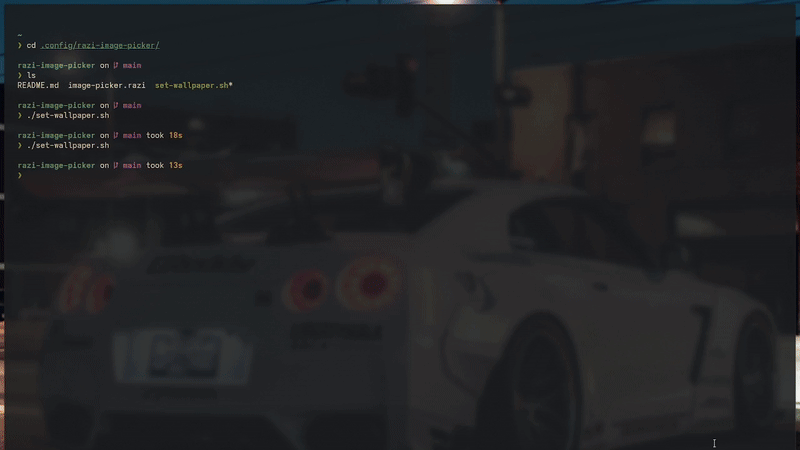 ~
❯ cd .config/razi-image-picker/
razi-image-picker on  main
❯ ls
README.md  image-picker.razi  set-wallpaper.sh*
razi-image-picker on  main
❯ ./set-wallpaper.sh
razi-image-picker on  main took 18s
❯ ./set-wallpaper.sh
razi-image-picker on  main took 13s
❯